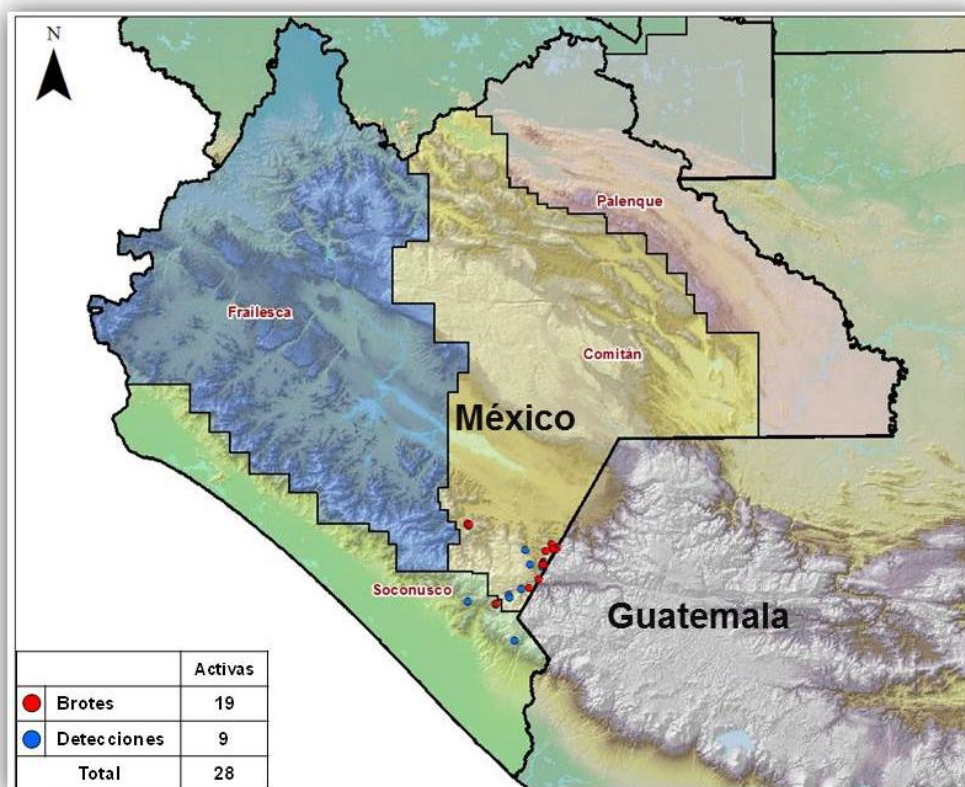 N
Palenque
Frailesca
Comitán
México
Soconusco
Guatemala
Activas
Brotes 19
Detecciones 9
Total 28